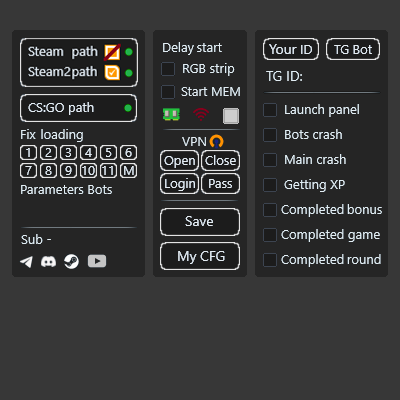 Steam path
Steam2path
CS:GO path
Fix loading
1 2 3 4 5 6
7 8 9 10 11 M
Parameters Bots
Sub -
Delay start
RGB strip
Start MEM
VPN
Open Close
Login Pass
Save
My CFG
Your ID TG Bot
TG ID:
Launch panel
Bots crash
Main crash
Getting XP
Completed bonus
Completed game
Completed round